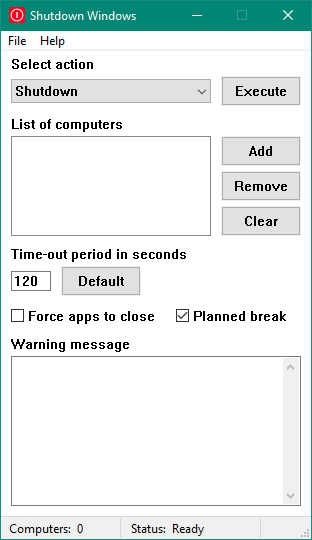 Shutdown Windows
File Help
Select action
Shutdown
Execute
List of computers
Add
Remove
Clear
Time-out period in seconds
120
Default
Force apps to close
Planned break
Warning message
Computers: 0
Status: Ready